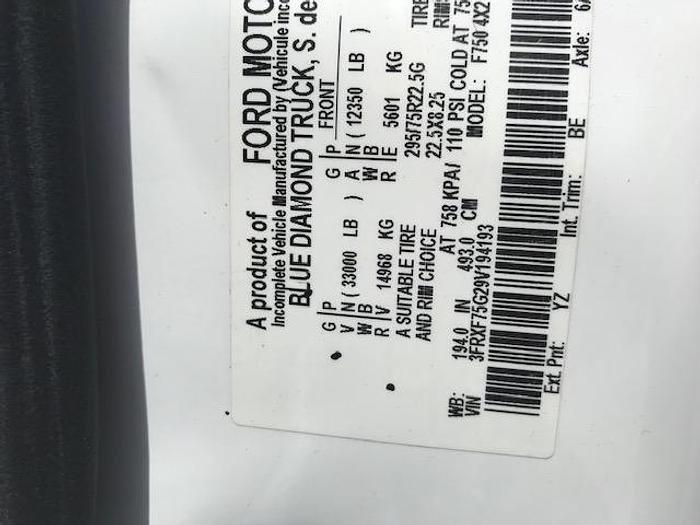 A product of
FORD MOTO
Incomplete Vehicle Manufactured by (Vehicule inco
BLUE DIAMOND TRUCK, S. de
G P FRONT G P TIRE
V N ( 33000 LB ) A N ( 12350 LB )
W B W B
R V 14968 KG R E 5601 KG RIMS
A SUITABLE TIRE 295/75R22.5G
AND RIM CHOICE 22.5X8.25
AT 758 KPA/ 110 PSI COLD AT 75
WB: 194.0 IN 493.0 CM MODEL: F750 4X2
VIN 3FRXF75G29V194193
Ext. Pnt: YZ Int. Trim: BE Axle: 6